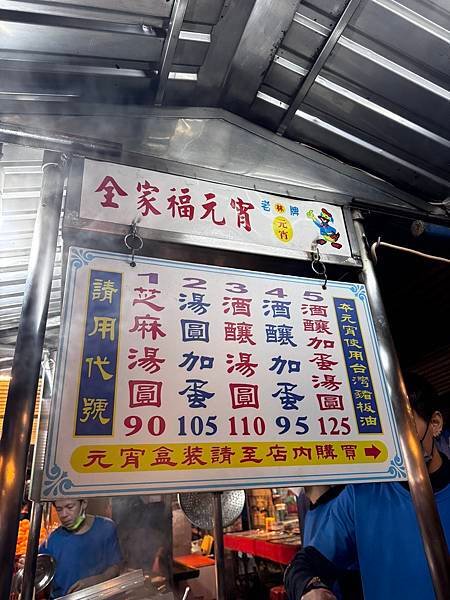 全家福元宵 老林牌 元宵
請用代號
1 芝麻湯圓 90
2 湯圓加蛋 105
3 酒釀湯圓 110
4 酒釀加蛋 95
5 酒釀加蛋湯圓 125
本元宵使用台灣豬板油
元宵盒裝請至店內購買 →